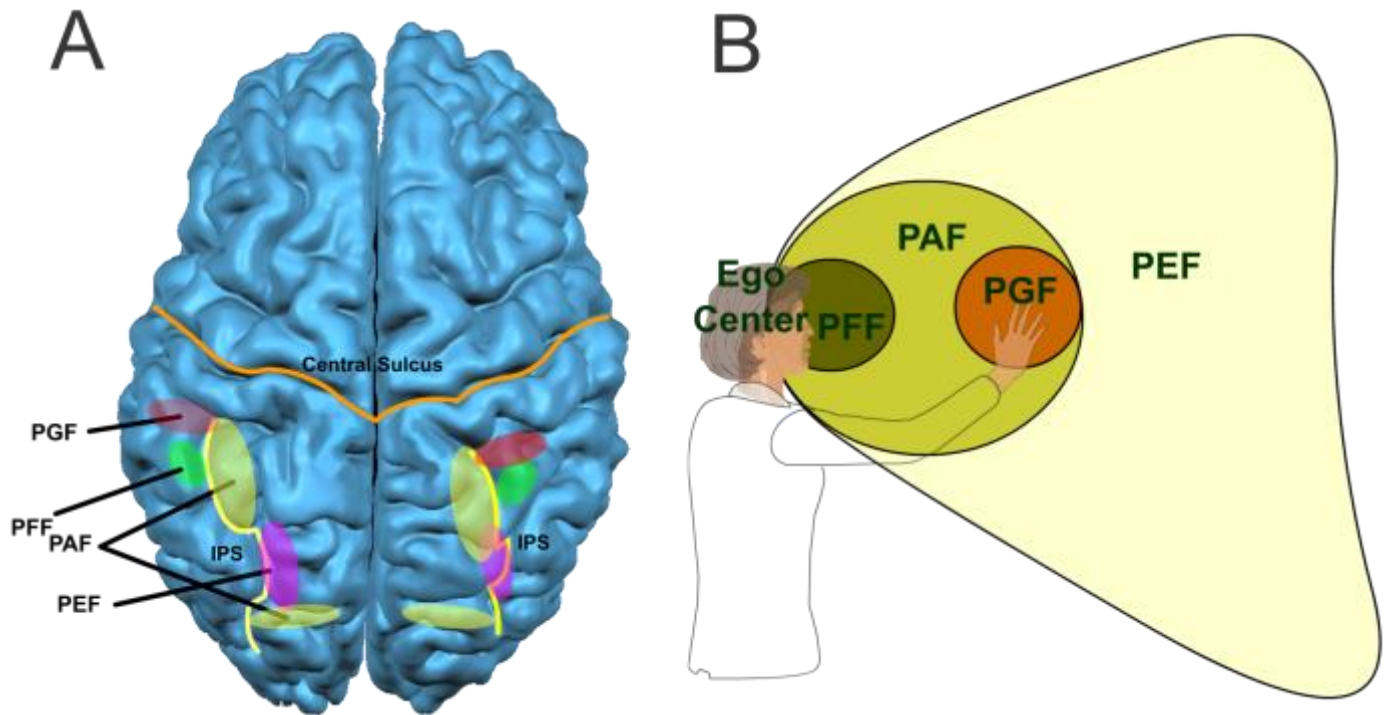 A
Central Sulcus
PGF
PFF
PAF
IPS
IPS
PEF
B
PAF
Ego
Center
PFF
PGF
PEF